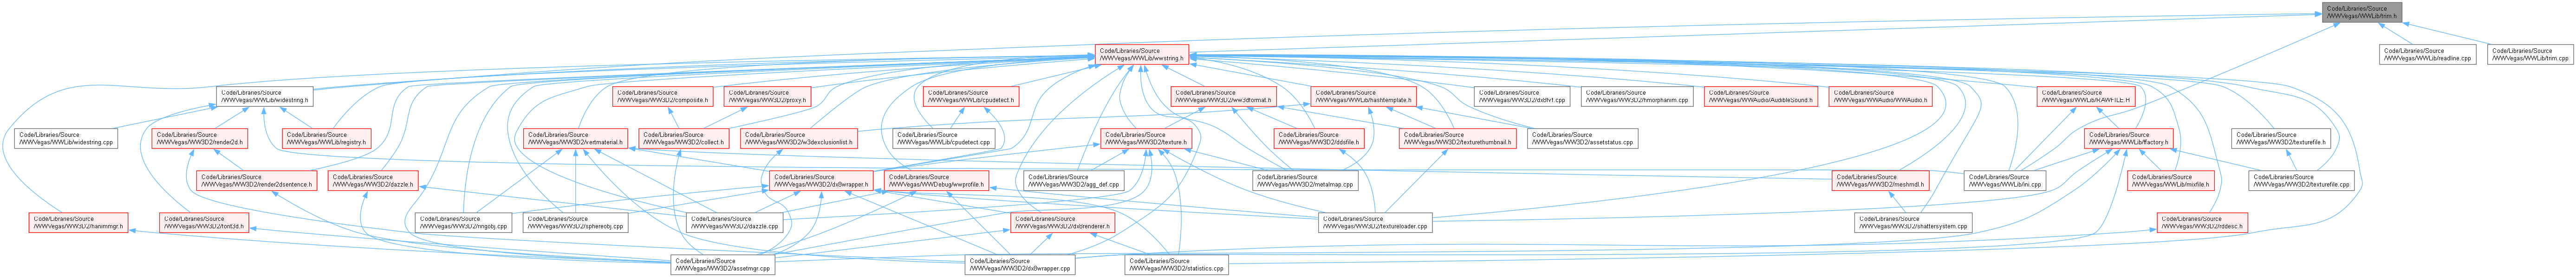 Code/Libraries/Source
/WWVegas/WWLib/trim.h
Code/Libraries/Source
/WWVegas/WWLib/wwstring.h
Code/Libraries/Source
/WWVegas/WWLib/readline.cpp
Code/Libraries/Source
/WWVegas/WWLib/trim.cpp
Code/Libraries/Source
/WWVegas/WWLib/widestring.h
Code/Libraries/Source
/WWVegas/WW3D2/composite.h
Code/Libraries/Source
/WWVegas/WW3D2/proxy.h
Code/Libraries/Source
/WWVegas/WWLib/cpudetect.h
Code/Libraries/Source
/WWVegas/WW3D2/ww3dformat.h
Code/Libraries/Source
/WWVegas/WWLib/hashtemplate.h
Code/Libraries/Source
/WWVegas/WW3D2/dx8fvf.cpp
Code/Libraries/Source
/WWVegas/WW3D2/hmorphanim.cpp
Code/Libraries/Source
/WWVegas/WWAudio/AudibleSound.h
Code/Libraries/Source
/WWVegas/WWAudio/WWAudio.h
Code/Libraries/Source
/WWVegas/WWLib/RAWFILE.H
Code/Libraries/Source
/WWVegas/WWLib/widestring.cpp
Code/Libraries/Source
/WWVegas/WW3D2/render2d.h
Code/Libraries/Source
/WWVegas/WWLib/registry.h
Code/Libraries/Source
/WWVegas/WW3D2/vertmaterial.h
Code/Libraries/Source
/WWVegas/WW3D2/collect.h
Code/Libraries/Source
/WWVegas/WW3D2/w3dexclusionlist.h
Code/Libraries/Source
/WWVegas/WWLib/cpudetect.cpp
Code/Libraries/Source
/WWVegas/WW3D2/texture.h
Code/Libraries/Source
/WWVegas/WW3D2/ddsfile.h
Code/Libraries/Source
/WWVegas/WW3D2/texturethumbnail.h
Code/Libraries/Source
/WWVegas/WW3D2/assetstatus.cpp
Code/Libraries/Source
/WWVegas/WWLib/ffactory.h
Code/Libraries/Source
/WWVegas/WW3D2/texturefile.h
Code/Libraries/Source
/WWVegas/WW3D2/render2dsentence.h
Code/Libraries/Source
/WWVegas/WW3D2/dazzle.h
Code/Libraries/Source
/WWVegas/WW3D2/dx8wrapper.h
Code/Libraries/Source
/WWVegas/WWDebug/wwprofile.h
Code/Libraries/Source
/WWVegas/WW3D2/agg_def.cpp
Code/Libraries/Source
/WWVegas/WW3D2/metalmap.cpp
Code/Libraries/Source
/WWVegas/WW3D2/meshmdl.h
Code/Libraries/Source
/WWVegas/WWLib/ini.cpp
Code/Libraries/Source
/WWVegas/WWLib/mixfile.h
Code/Libraries/Source
/WWVegas/WW3D2/texturefile.cpp
Code/Libraries/Source
/WWVegas/WW3D2/hanimmgr.h
Code/Libraries/Source
/WWVegas/WW3D2/font3d.h
Code/Libraries/Source
/WWVegas/WW3D2/ringobj.cpp
Code/Libraries/Source
/WWVegas/WW3D2/sphereobj.cpp
Code/Libraries/Source
/WWVegas/WW3D2/dazzle.cpp
Code/Libraries/Source
/WWVegas/WW3D2/dx8renderer.h
Code/Libraries/Source
/WWVegas/WW3D2/textureloader.cpp
Code/Libraries/Source
/WWVegas/WW3D2/shattersystem.cpp
Code/Libraries/Source
/WWVegas/WW3D2/rddesc.h
Code/Libraries/Source
/WWVegas/WW3D2/assetmgr.cpp
Code/Libraries/Source
/WWVegas/WW3D2/dx8wrapper.cpp
Code/Libraries/Source
/WWVegas/WW3D2/statistics.cpp